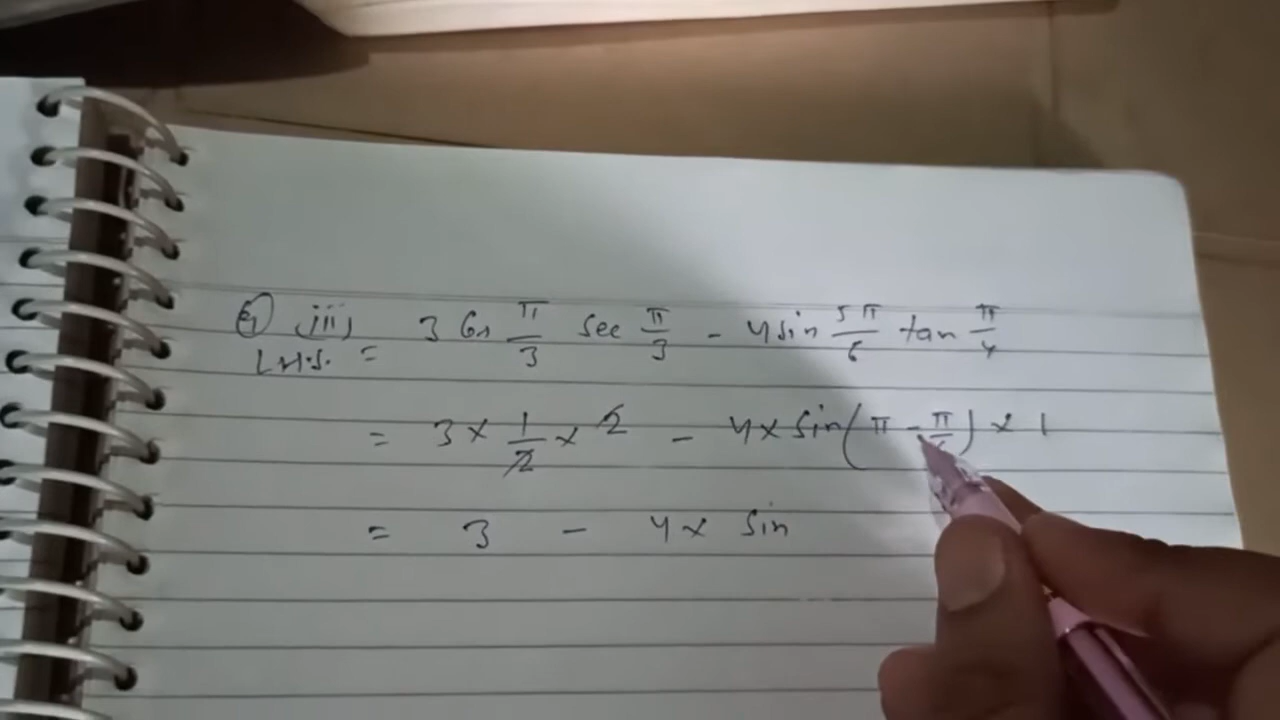 Q (iii) 3 Cos π/3 sec π/3 - 4 sin 5π/6 tan π/4
L.H.S. =
= 3 × 1/2 × 2 - 4 × sin(π - π/6) × 1
= 3 - 4 × sin